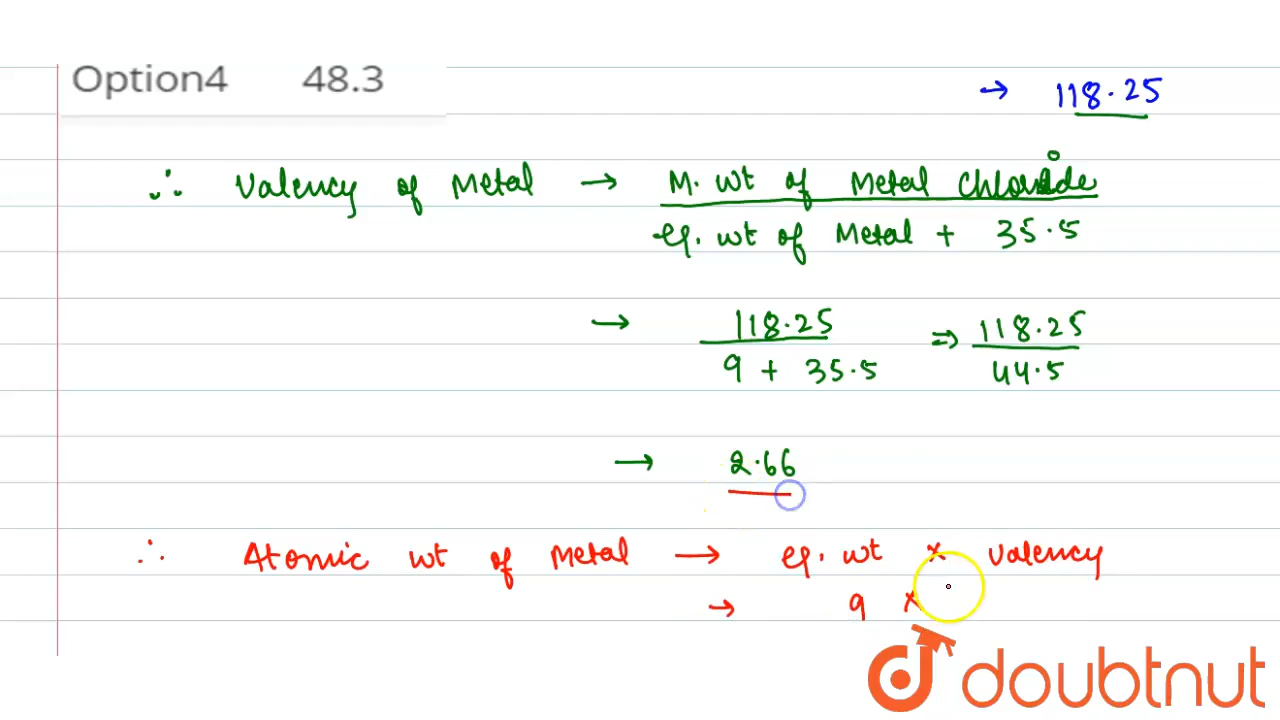 Option4 48.3
→ 118.25
∴ Valency of Metal → M. Wt of Metal Chloride
eq. wt of Metal + 35.5
→ 118.25 ⇒ 118.25
9 + 35.5 44.5
→ 2.66
∴ Atomic wt of Metal → eq. wt × Valency
→ 9 ×
doubtnut